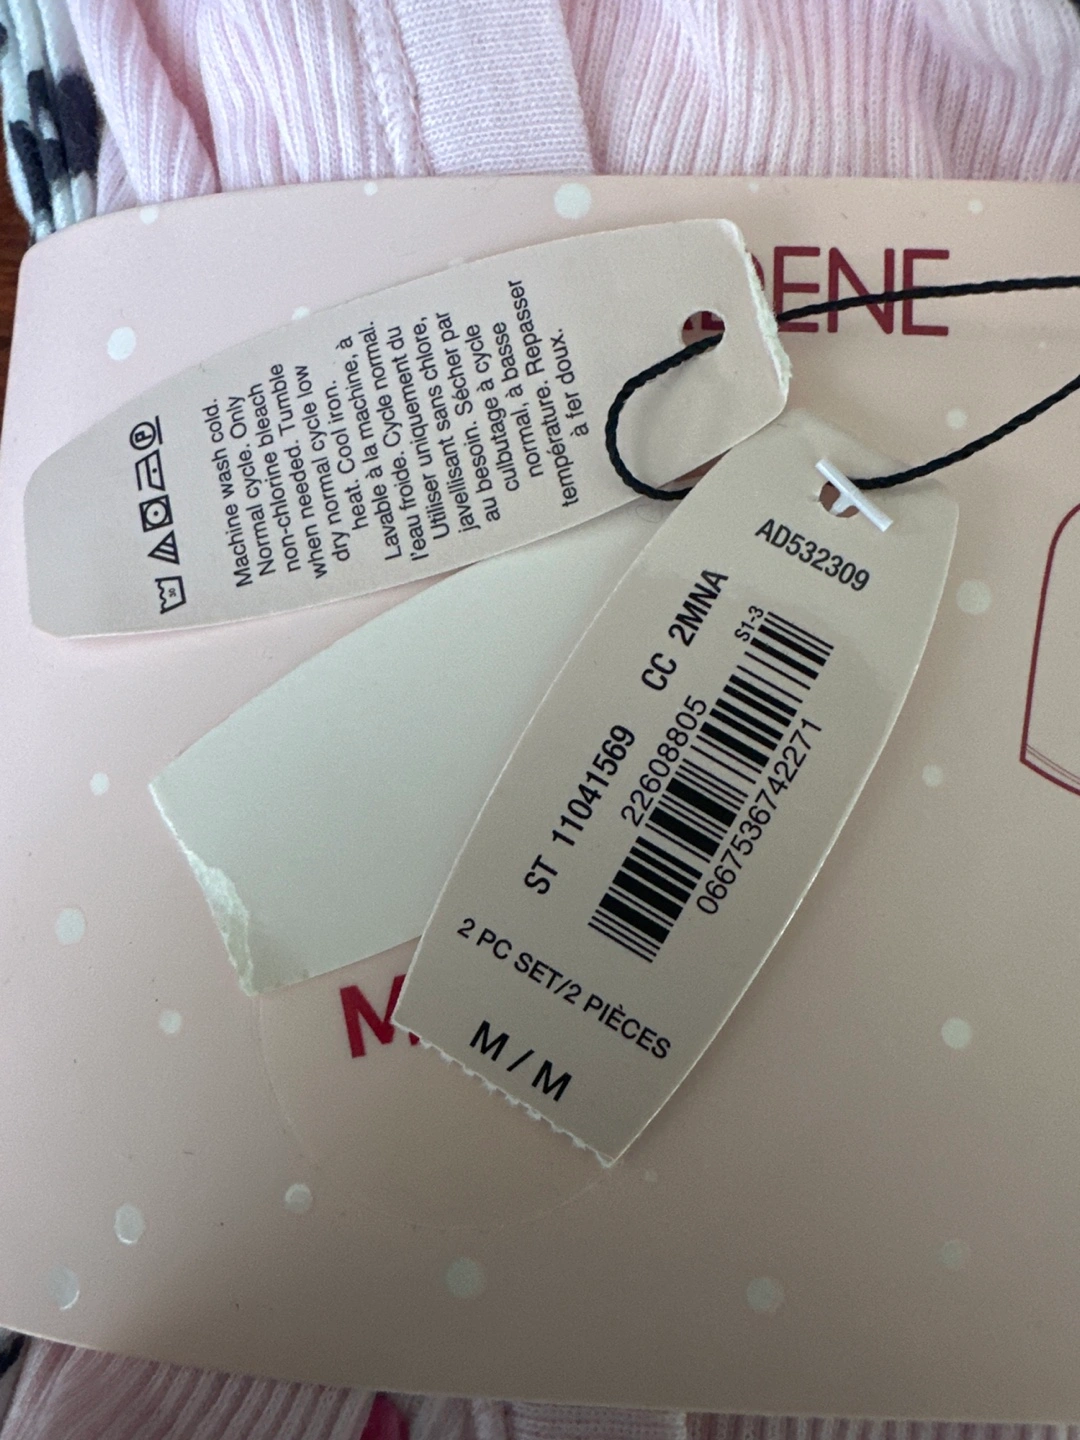 Machine wash cold.
Normal cycle. Only
non-chlorine bleach
when needed. Tumble
dry normal cycle low
heat. Cool iron.
Lavable à la machine, à
l'eau froide. Cycle normal.
Utiliser uniquement du
javellisant sans chlore,
au besoin. Sécher par
culbutage à cycle
normal, à basse
température. Repasser
à fer doux.
30
P
AD532309
ST 11041569 CC 2MNA
22608805 S1-3
0667536742271
2 PC SET/2 PIÈCES
M / M
M